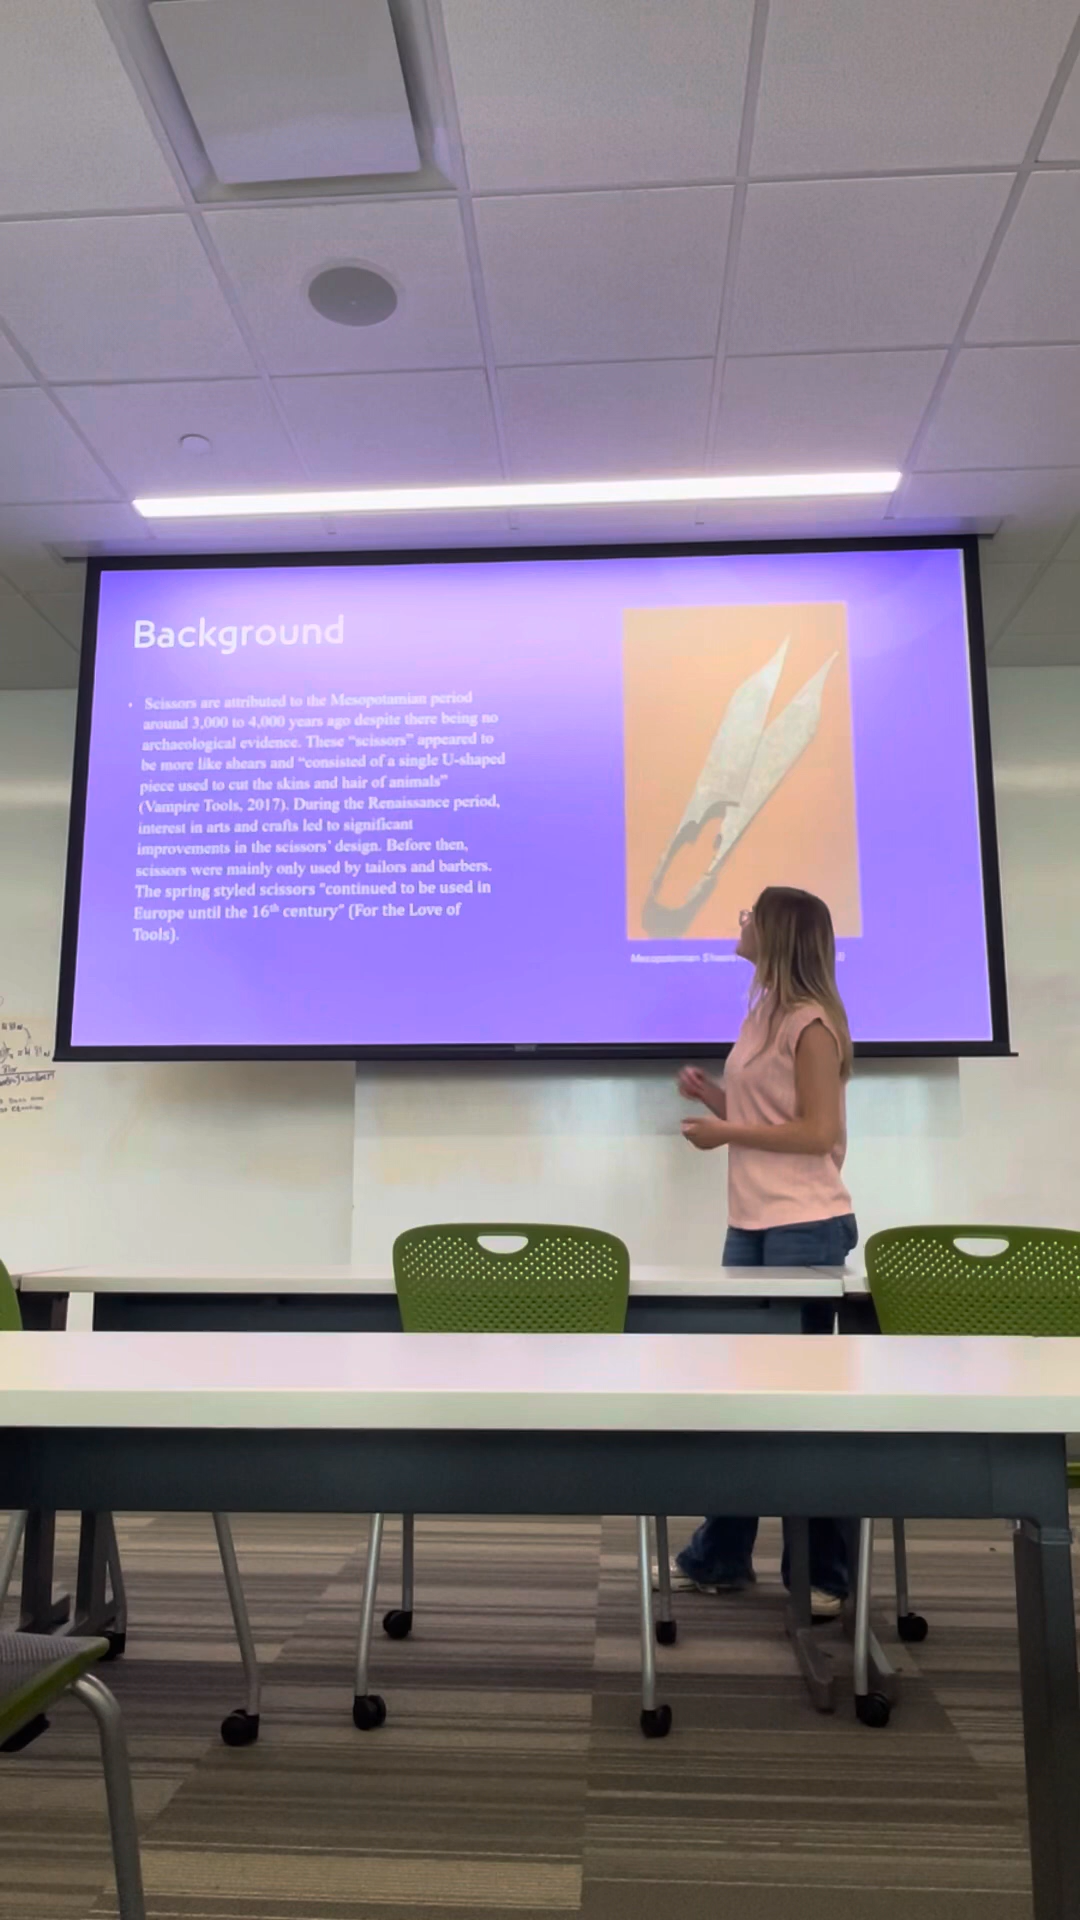 Background
• Scissors are attributed to the Mesopotamian period
around 3,000 to 4,000 years ago despite there being no
archaeological evidence. These “scissors” appeared to
be more like shears and “consisted of a single U-shaped
piece used to cut the skins and hair of animals”
(Vampire Tools, 2017). During the Renaissance period,
interest in arts and crafts led to significant
improvements in the scissors’ design. Before then,
scissors were mainly only used by tailors and barbers.
The spring styled scissors “continued to be used in
Europe until the 16th century” (For the Love of
Tools).
Mesopotamian Shears